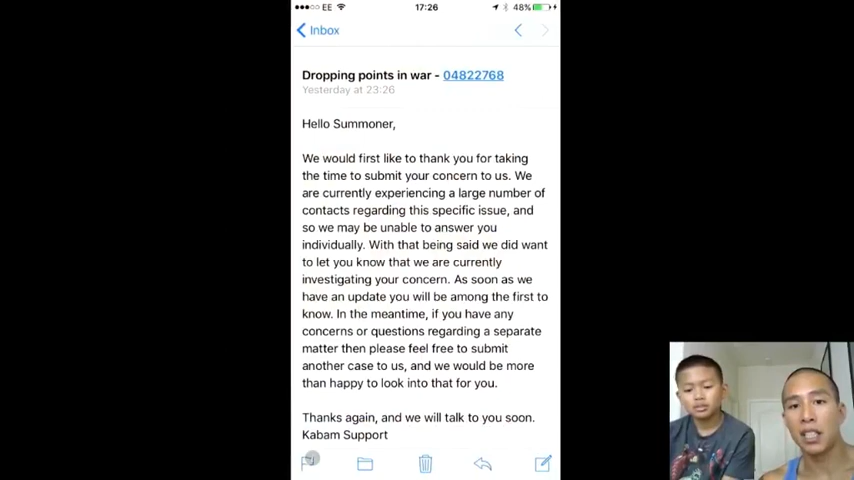 EE 17:26 48%
Inbox
Dropping points in war - 04822768
Yesterday at 23:26
Hello Summoner,
We would first like to thank you for taking
the time to submit your concern to us. We
are currently experiencing a large number of
contacts regarding this specific issue, and
so we may be unable to answer you
individually. With that being said we did want
to let you know that we are currently
investigating your concern. As soon as we
have an update you will be among the first to
know. In the meantime, if you have any
concerns or questions regarding a separate
matter then please feel free to submit
another case to us, and we would be more
than happy to look into that for you.
Thanks again, and we will talk to you soon.
Kabam Support